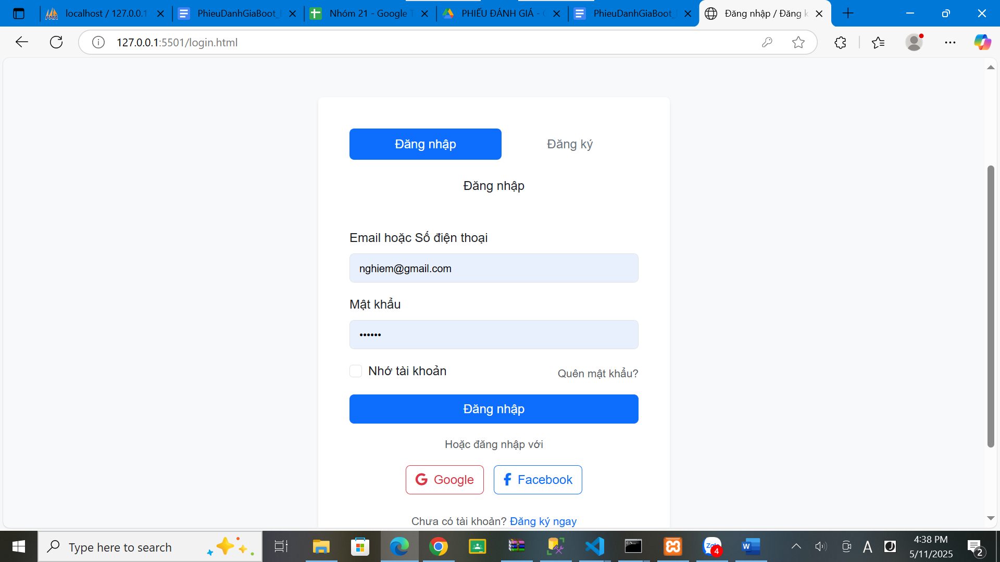 localhost / 127.0.0.1
PhieuDanhGiaBoot_
Nhóm 21 - Google T
PHIẾU ĐÁNH GIÁ -
PhieuDanhGiaBoot_
Đăng nhập / Đăng k
127.0.0.1:5501/login.html
Đăng nhập
Đăng ký
Đăng nhập
Email hoặc Số điện thoại
nghiem@gmail.com
Mật khẩu
••••••
Nhớ tài khoản
Quên mật khẩu?
Đăng nhập
Hoặc đăng nhập với
G Google
f Facebook
Chưa có tài khoản? Đăng ký ngay
Type here to search
4
W
A
4:38 PM
5/11/2025
2